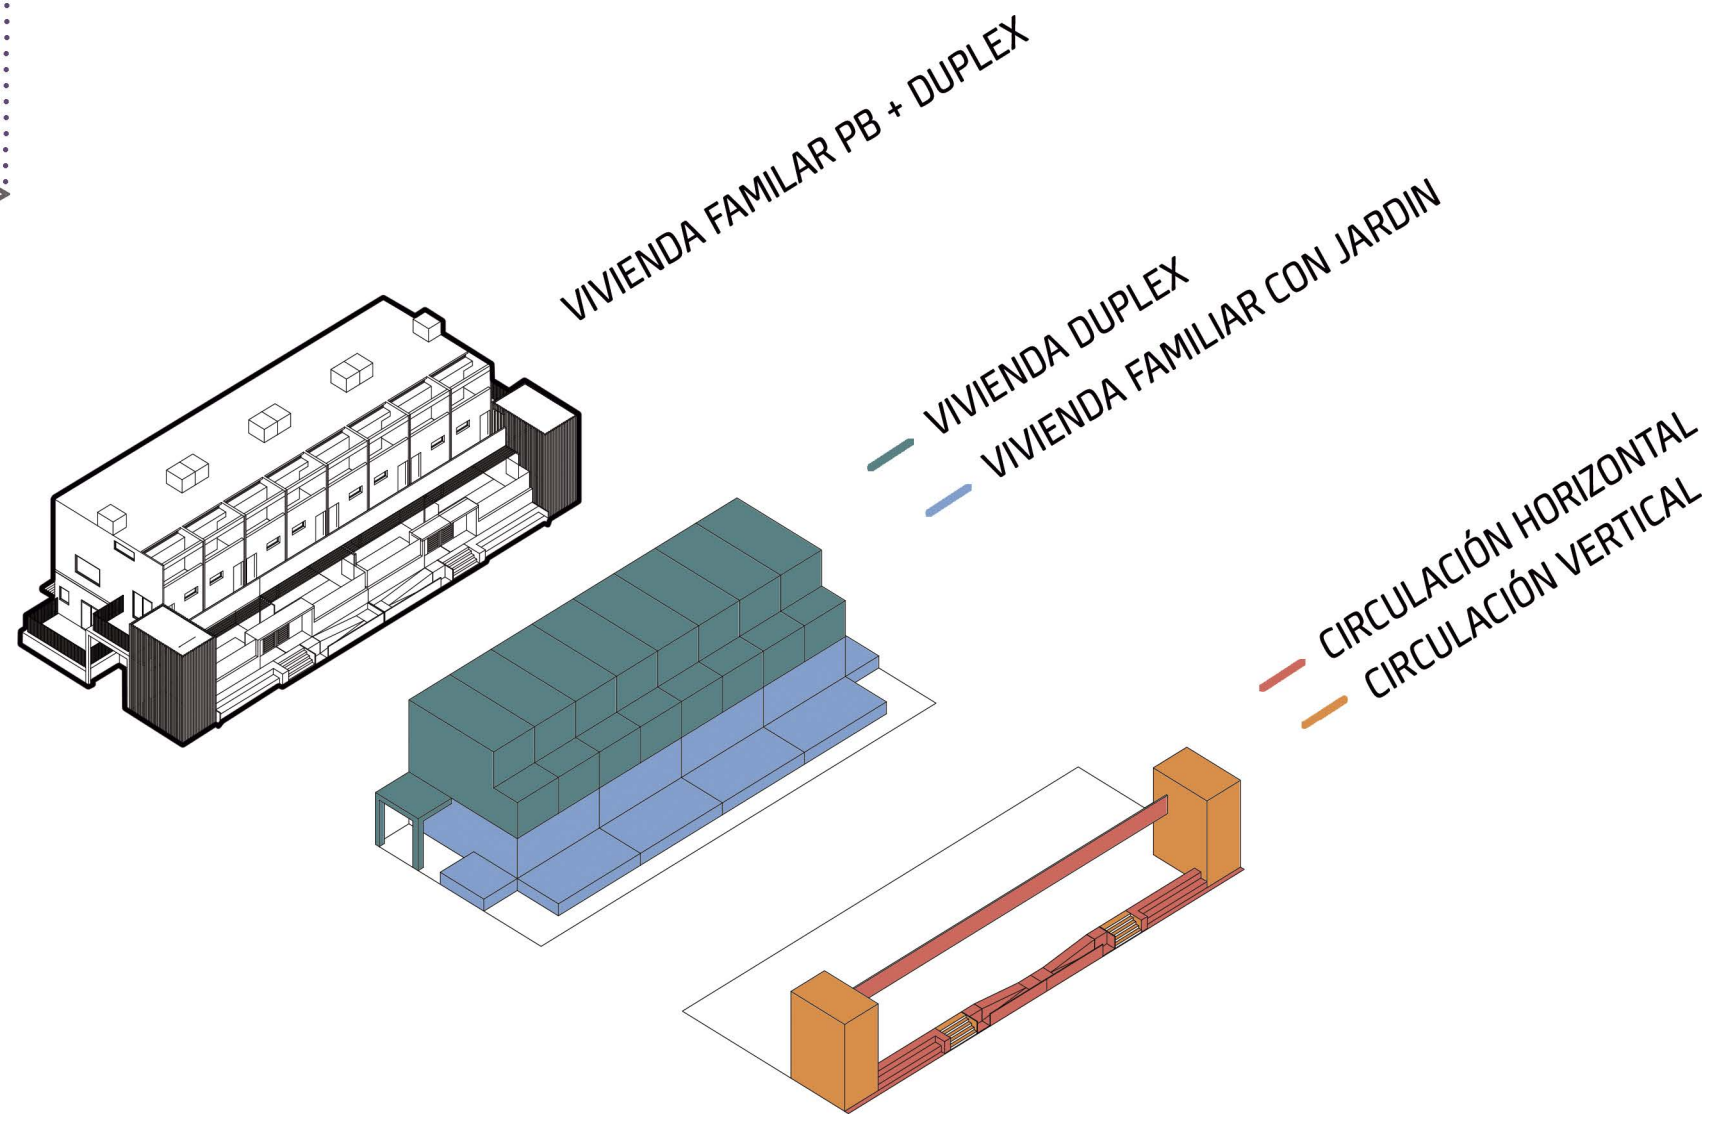 VIVIENDA FAMILAR PB + DUPLEX
VIVIENDA DUPLEX
VIVIENDA FAMILIAR CON JARDIN
CIRCULACIÓN HORIZONTAL
CIRCULACIÓN VERTICAL